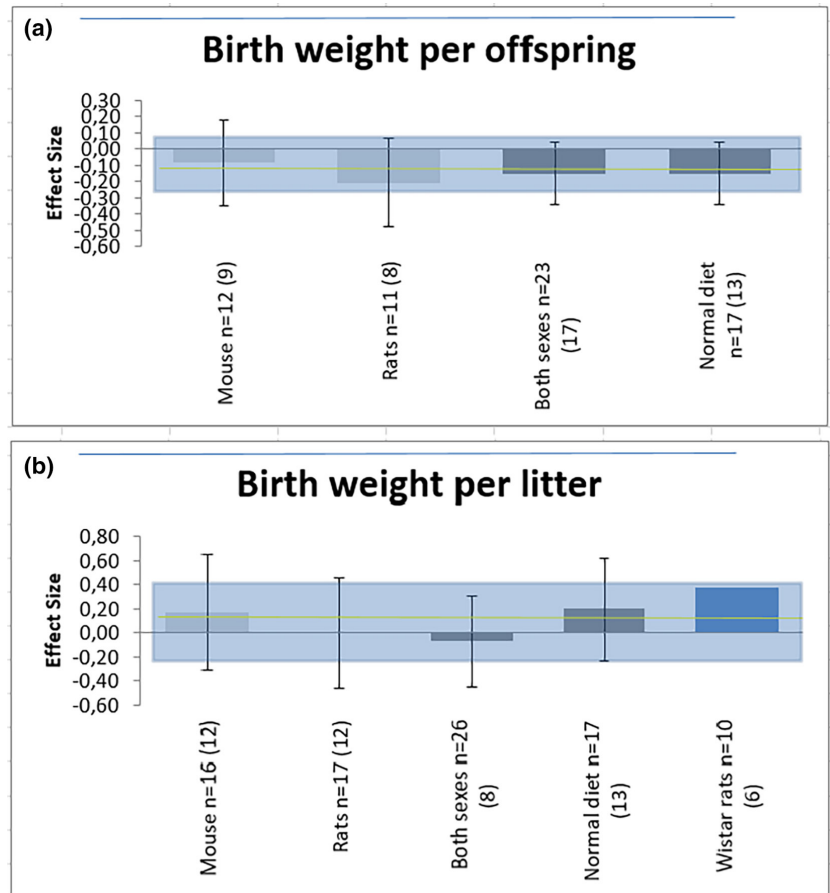 (a)
Birth weight per offspring
Effect Size
0,30
0,20
0,10
0,00
-0,10
-0,20
-0,30
-0,40
-0,50
-0,60
Mouse n=12 (9)
Rats n=11 (8)
Both sexes n=23
(17)
Normal diet
n=17 (13)
(b)
Birth weight per litter
Effect Size
0,80
0,60
0,40
0,20
0,00
-0,20
-0,40
-0,60
Mouse n=16 (12)
Rats n=17 (12)
Both sexes n=26
(8)
Normal diet n=17
(13)
Wistar rats n=10
(6)